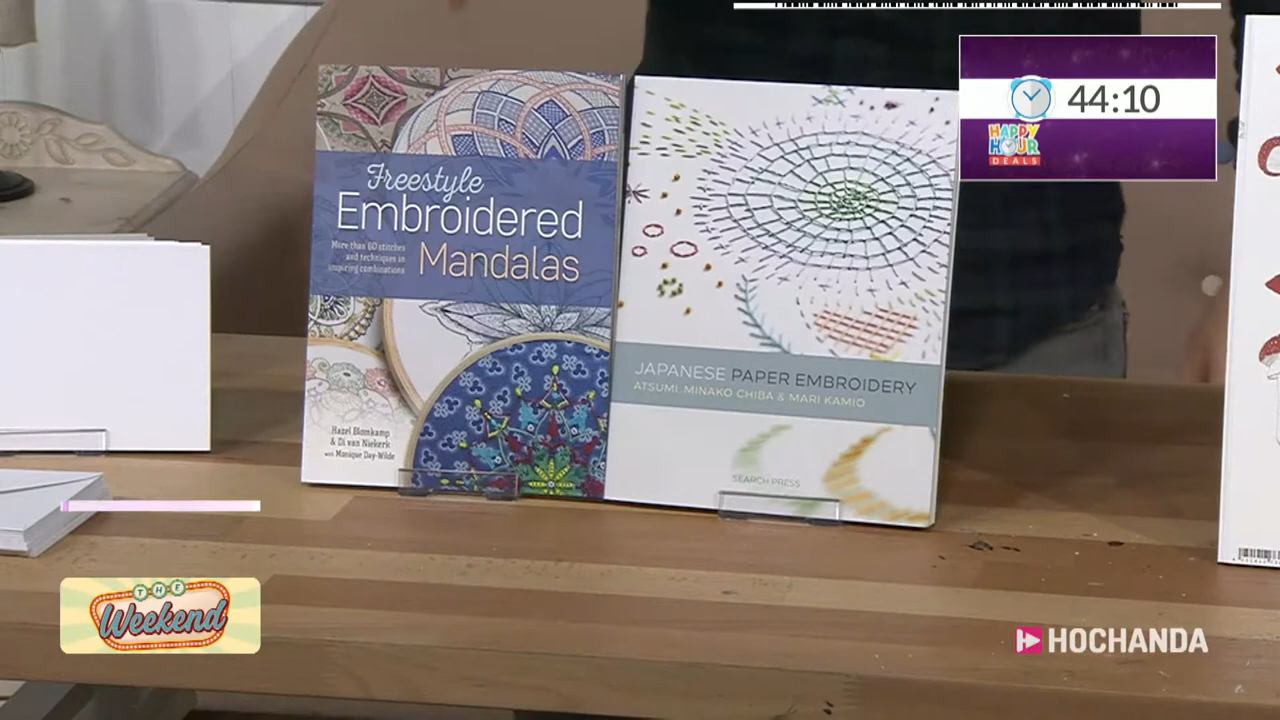 44:10
HAPPY
HOUR
DEALS
Freestyle
Embroidered
Mandalas
More than 60 stitches
and techniques in
inspiring combinations
Hazel Blomkamp
& Di van Niekerk
with Monique Day-Wilde
JAPANESE PAPER EMBROIDERY
ATSUMI, MINAKO CHIBA & MARI KAMIO
SEARCH PRESS
THE
Weekend
HOCHANDA